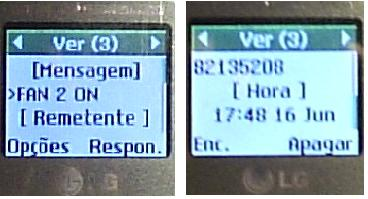 Ver (3)
[Mensagem]
>FAN 2 ON
[ Remetente ]
Opções Respon.
LG
Ver (3)
82135208
[ Hora ]
17:48 16 Jun
Enc. Apagar
LG